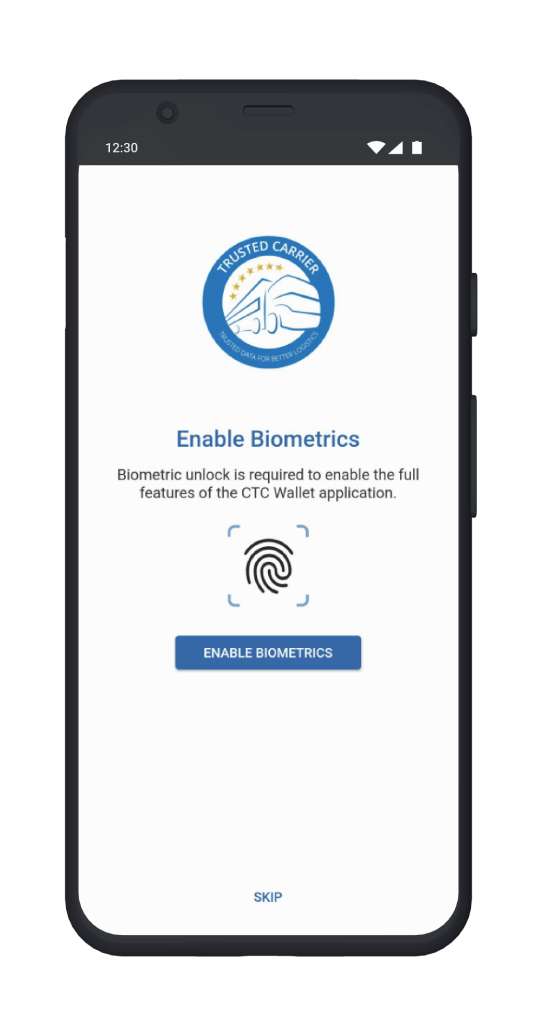 12:30
TRUSTED CARRIER
TRUSTED DATA FOR BETTER LOGISTICS
Enable Biometrics
Biometric unlock is required to enable the full
features of the CTC Wallet application.
ENABLE BIOMETRICS
SKIP